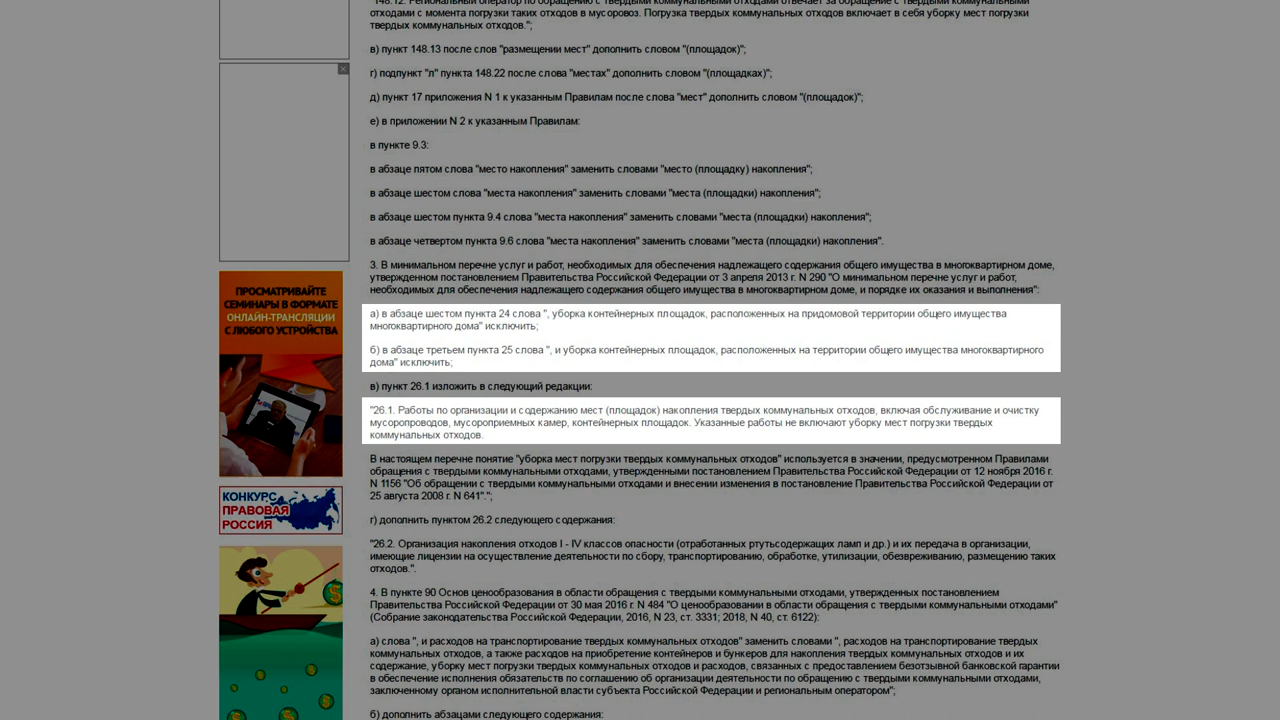 "148.12. Региональный оператор по обращению с твердыми коммунальными отходами отвечает за обращение с твердыми коммунальными
отходами с момента погрузки таких отходов в мусоровоз. Погрузка твердых коммунальных отходов включает в себя уборку мест погрузки
твердых коммунальных отходов.";
в) пункт 148.13 после слов "размещении мест" дополнить словом "(площадок)";
г) подпункт "л" пункта 148.22 после слова "местах" дополнить словом "(площадках)";
д) пункт 17 приложения N 1 к указанным Правилам после слова "мест" дополнить словом "(площадок)";
е) в приложении N 2 к указанным Правилам:
в пункте 9.3:
в абзаце пятом слова "место накопления" заменить словами "место (площадку) накопления";
в абзаце шестом слова "места накопления" заменить словами "места (площадки) накопления";
в абзаце шестом пункта 9.4 слова "места накопления" заменить словами "места (площадки) накопления";
в абзаце четвертом пункта 9.6 слова "места накопления" заменить словами "места (площадки) накопления".
3. В минимальном перечне услуг и работ, необходимых для обеспечения надлежащего содержания общего имущества в многоквартирном доме,
утвержденном постановлением Правительства Российской Федерации от 3 апреля 2013 г. N 290 "О минимальном перечне услуг и работ,
необходимых для обеспечения надлежащего содержания общего имущества в многоквартирном доме, и порядке их оказания и выполнения":
а) в абзаце шестом пункта 24 слова ", уборка контейнерных площадок, расположенных на придомовой территории общего имущества
многоквартирного дома" исключить;
б) в абзаце третьем пункта 25 слова ", и уборка контейнерных площадок, расположенных на территории общего имущества многоквартирного
дома" исключить;
в) пункт 26.1 изложить в следующий редакции:
"26.1. Работы по организации и содержанию мест (площадок) накопления твердых коммунальных отходов, включая обслуживание и очистку
мусоропроводов, мусороприемных камер, контейнерных площадок. Указанные работы не включают уборку мест погрузки твердых
коммунальных отходов.
В настоящем перечне понятие "уборка мест погрузки твердых коммунальных отходов" используется в значении, предусмотренном Правилами
обращения с твердыми коммунальными отходами, утвержденными постановлением Правительства Российской Федерации от 12 ноября 2016 г.
N 1156 "Об обращении с твердыми коммунальными отходами и внесении изменения в постановление Правительства Российской Федерации от
25 августа 2008 г. N 641".";
г) дополнить пунктом 26.2 следующего содержания:
"26.2. Организация накопления отходов I - IV классов опасности (отработанных ртутьсодержащих ламп и др.) и их передача в организации,
имеющие лицензии на осуществление деятельности по сбору, транспортированию, обработке, утилизации, обезвреживанию, размещению таких
отходов.".
4. В пункте 90 Основ ценообразования в области обращения с твердыми коммунальными отходами, утвержденных постановлением
Правительства Российской Федерации от 30 мая 2016 г. N 484 "О ценообразовании в области обращения с твердыми коммунальными отходами"
(Собрание законодательства Российской Федерации, 2016, N 23, ст. 3331; 2018, N 40, ст. 6122):
а) слова ", и расходов на транспортирование твердых коммунальных отходов" заменить словами ", расходов на транспортирование твердых
коммунальных отходов, а также расходов на приобретение контейнеров и бункеров для накопления твердых коммунальных отходов и их
содержание, уборку мест погрузки твердых коммунальных отходов и расходов, связанных с предоставлением безотзывной банковской гарантии
в обеспечение исполнения обязательств по соглашению об организации деятельности по обращению с твердыми коммунальными отходами,
заключенному органом исполнительной власти субъекта Российской Федерации и региональным оператором";
б) дополнить абзацами следующего содержания:
ПРОСМАТРИВАЙТЕ
СЕМИНАРЫ В ФОРМАТЕ
ОНЛАЙН-ТРАНСЛЯЦИИ
С ЛЮБОГО УСТРОЙСТВА
КОНКУРС
ПРАВОВАЯ
РОССИЯ